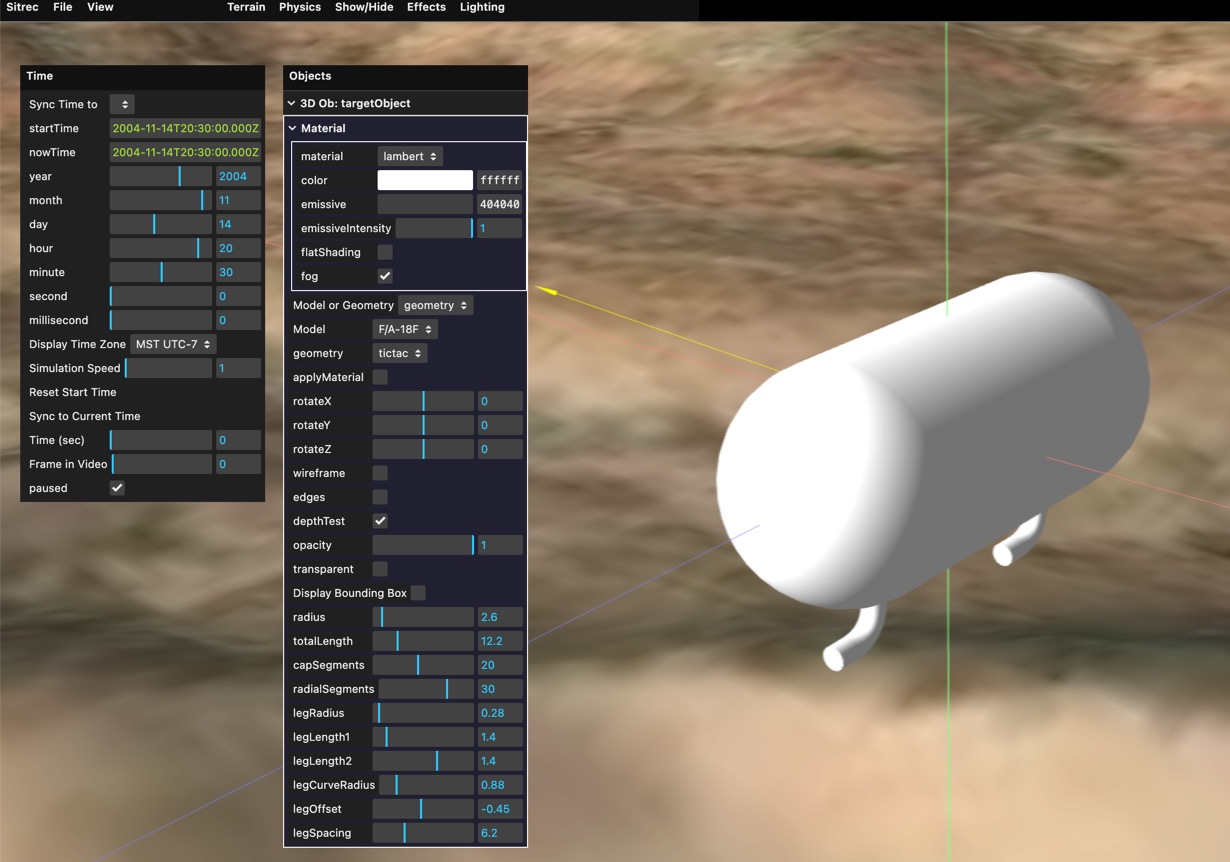 Sitrec File View Terrain Physics Show/Hide Effects Lighting
Time
Sync Time to
startTime 2004-11-14T20:30:00.000Z
nowTime 2004-11-14T20:30:00.000Z
year 2004
month 11
day 14
hour 20
minute 30
second 0
millisecond 0
Display Time Zone MST UTC-7
Simulation Speed 1
Reset Start Time
Sync to Current Time
Time (sec) 0
Frame in Video 0
paused
Objects
3D Ob: targetObject
Material
material lambert
color ffffff
emissive 404040
emissiveIntensity 1
flatShading
fog
Model or Geometry geometry
Model F/A-18F
geometry tictac
applyMaterial
rotateX 0
rotateY 0
rotateZ 0
wireframe
edges
depthTest
opacity 1
transparent
Display Bounding Box
radius 2.6
totalLength 12.2
capSegments 20
radialSegments 30
legRadius 0.28
legLength1 1.4
legLength2 1.4
legCurveRadius 0.88
legOffset -0.45
legSpacing 6.2